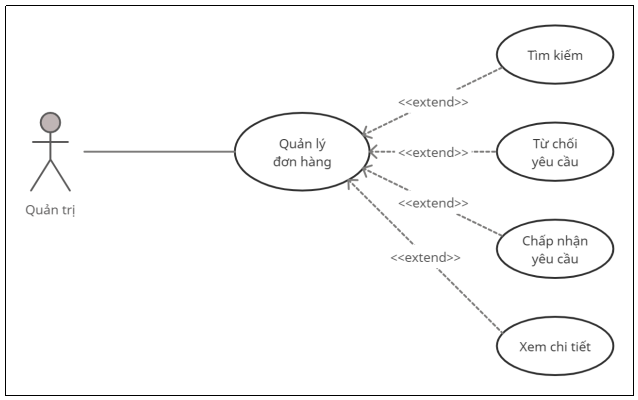 Tìm kiếm
<<extend>>
Quản lý
đơn hàng
<<extend>>
Từ chối
yêu cầu
Quản trị
<<extend>>
Chấp nhận
yêu cầu
<<extend>>
Xem chi tiết